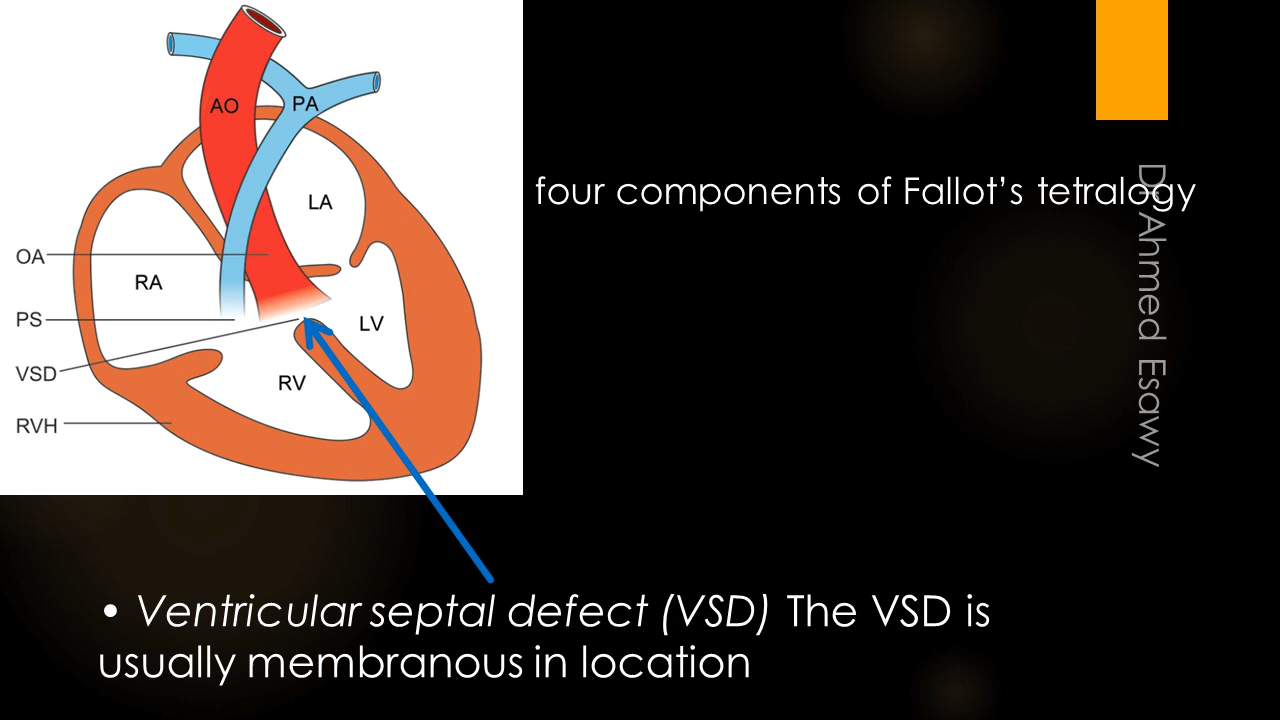 AO
PA
LA
OA
RA
PS
LV
VSD
RV
RVH
four components of Fallot’s tetralogy
Dr Ahmed Esawy
• Ventricular septal defect (VSD) The VSD is
usually membranous in location